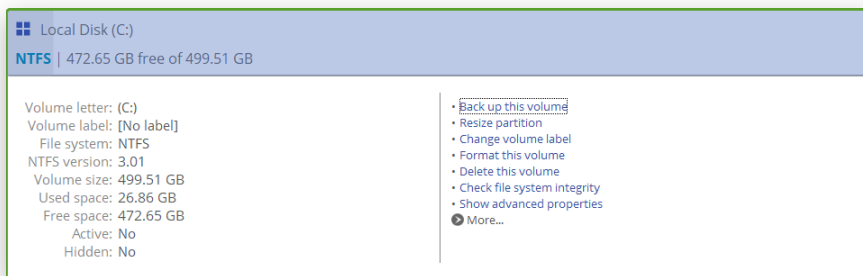 Local Disk (C:)
NTFS | 472.65 GB free of 499.51 GB
Volume letter: (C:)
Volume label: [No label]
File system: NTFS
NTFS version: 3.01
Volume size: 499.51 GB
Used space: 26.86 GB
Free space: 472.65 GB
Active: No
Hidden: No
• Back up this volume
• Resize partition
• Change volume label
• Format this volume
• Delete this volume
• Check file system integrity
• Show advanced properties
More...